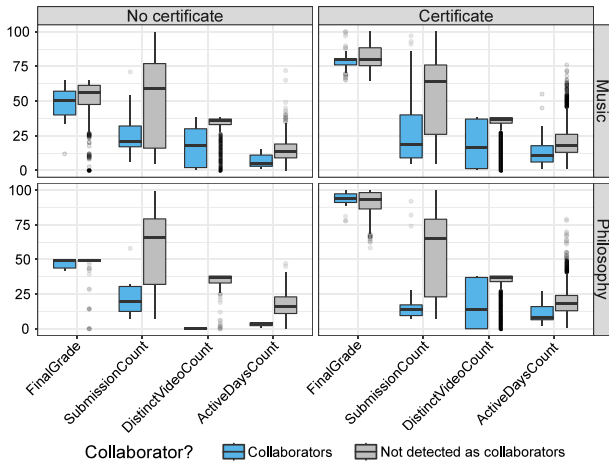 No certificate Certificate
100
75
50
25
0
Music
100
75
50
25
0
Philosophy
FinalGrade
SubmissionCount
DistinctVideoCount
ActiveDaysCount
FinalGrade
SubmissionCount
DistinctVideoCount
ActiveDaysCount
Collaborator? Collaborators Not detected as collaborators